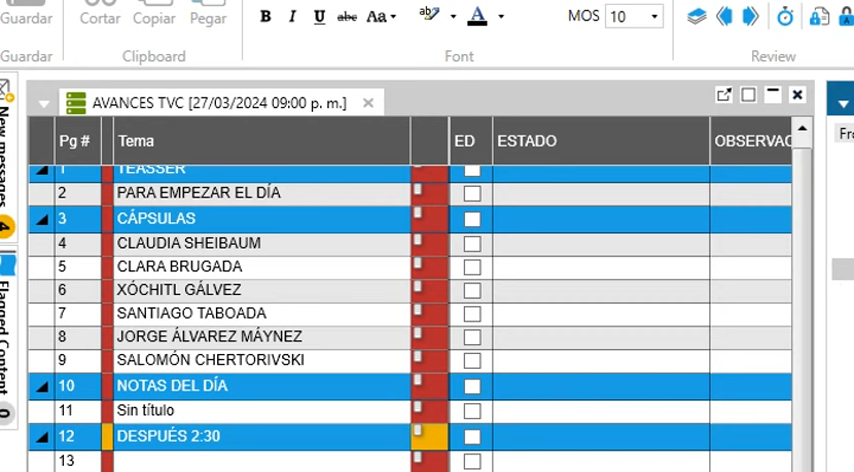 Guardar Cortar Copiar Pegar B I U abc Aa ab MOS 10
Guardar Clipboard Font Review
New messages
4
Flagged Content
0
AVANCES TVC [27/03/2024 09:00 p. m.]
Pg # Tema ED ESTADO OBSERVAC
1 TEASSER
2 PARA EMPEZAR EL DÍA
3 CÁPSULAS
4 CLAUDIA SHEIBAUM
5 CLARA BRUGADA
6 XÓCHITL GÁLVEZ
7 SANTIAGO TABOADA
8 JORGE ÁLVAREZ MÁYNEZ
9 SALOMÓN CHERTORIVSKI
10 NOTAS DEL DÍA
11 Sin título
12 DESPUÉS 2:30
13